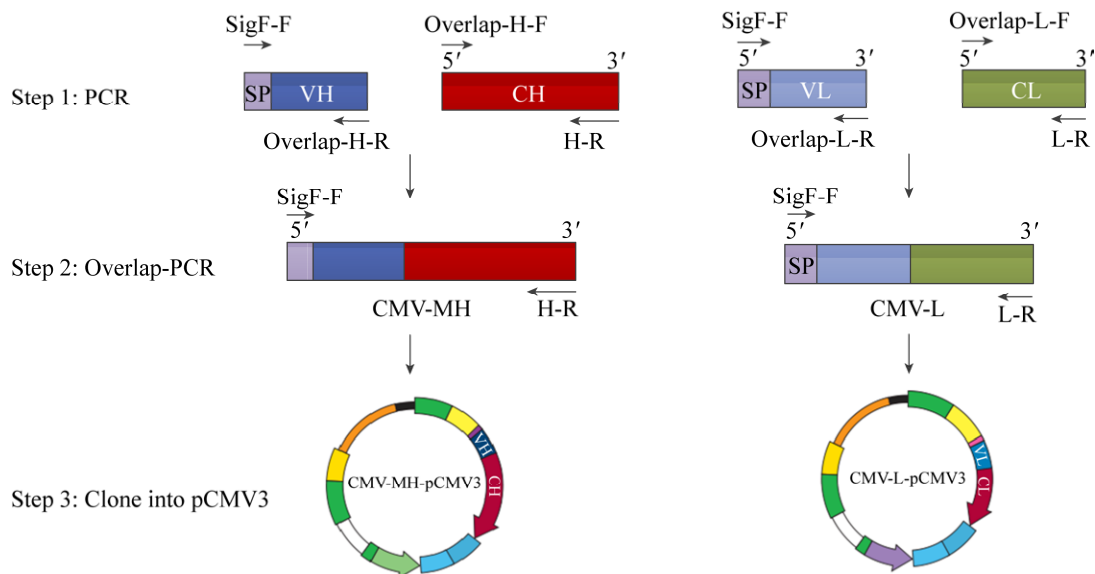 SigF-F
Overlap-H-F
SigF-F
Overlap-L-F
5′ 3′ 5′ 5′ 3′
Step 1: PCR
SP VH CH SP VL CL
Overlap-H-R H-R Overlap-L-R L-R
SigF-F
SigF-F
5′ 3′ 5′ 3′
Step 2: Overlap-PCR
SP
CMV-MH H-R CMV-L L-R
VH VL
CMV-MH-pCMV3 CH CMV-L-pCMV3 CL
Step 3: Clone into pCMV3